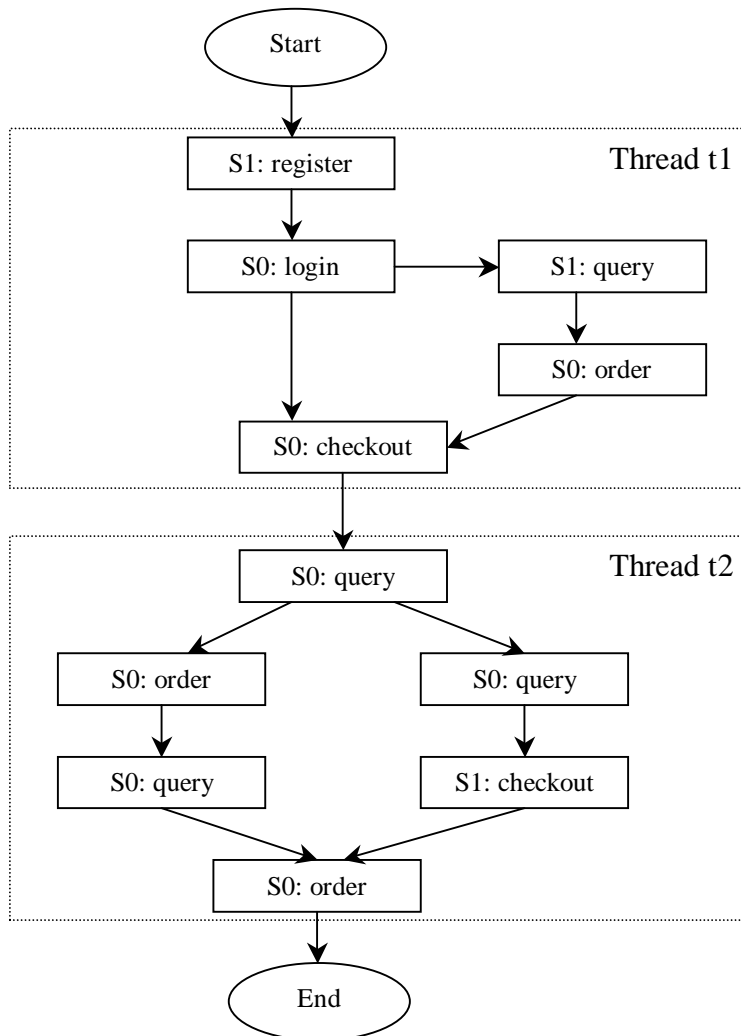 Start
Thread t1
S1: register
S0: login
S1: query
S0: order
S0: checkout
Thread t2
S0: query
S0: order
S0: query
S0: query
S1: checkout
S0: order
End